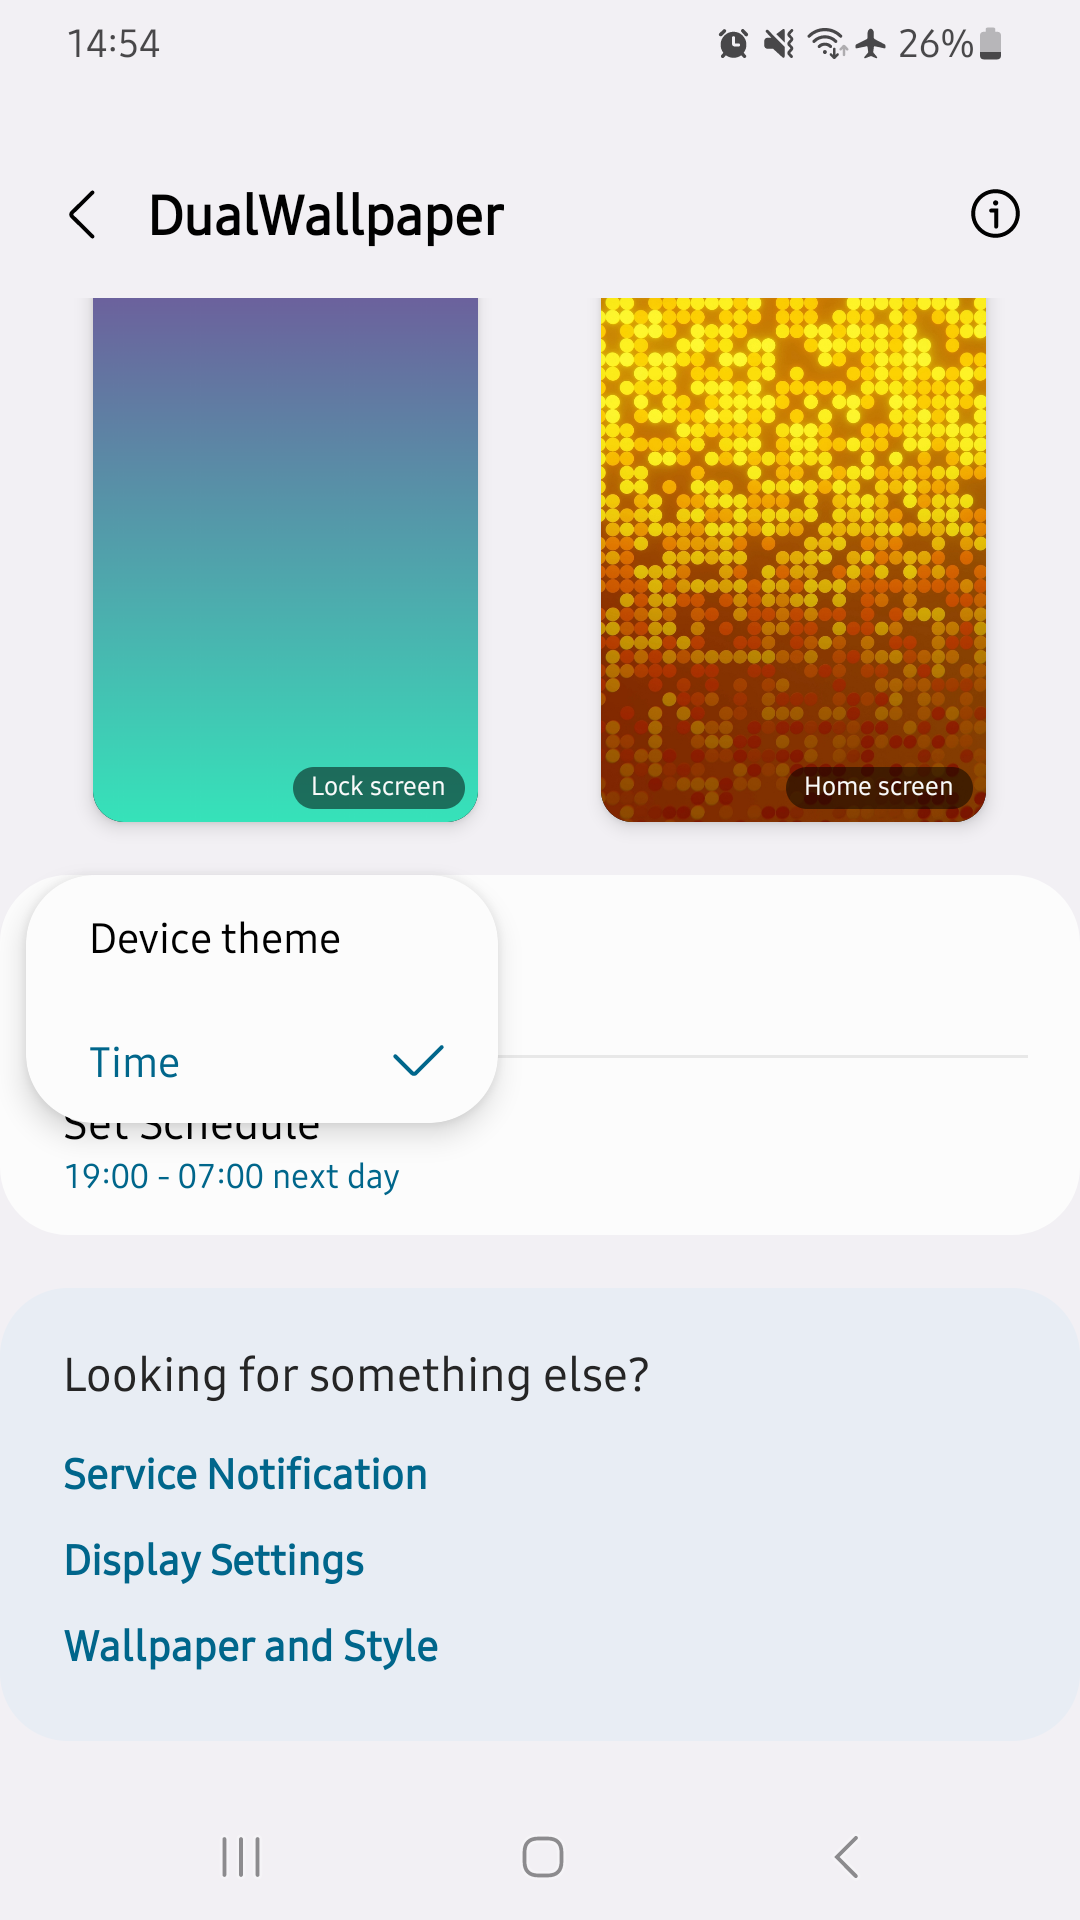 14:54
26%
DualWallpaper
Lock screen
Home screen
Device theme
Time
Set Schedule
19:00 - 07:00 next day
Looking for something else?
Service Notification
Display Settings
Wallpaper and Style